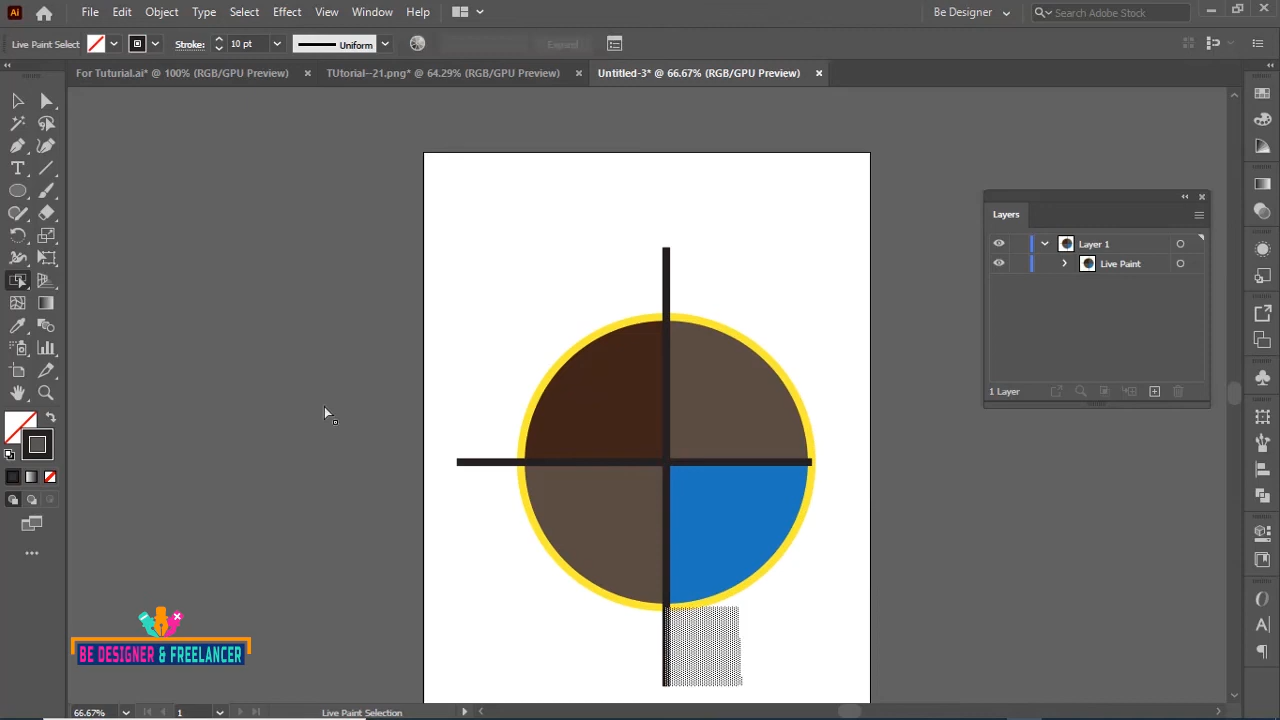 Ai File Edit Object Type Select Effect View Window Help Be Designer Search Adobe Stock
Live Paint Select Stroke: 10 pt Uniform Expand
For Tuturial.ai* @ 100% (RGB/GPU Preview) TUtorial--21.png* @ 64.29% (RGB/GPU Preview) Untitled-3* @ 66.67% (RGB/GPU Preview)
Layers
Layer 1
Live Paint
1 Layer
BE DESIGNER & FREELANCER
66.67% 1 Live Paint Selection